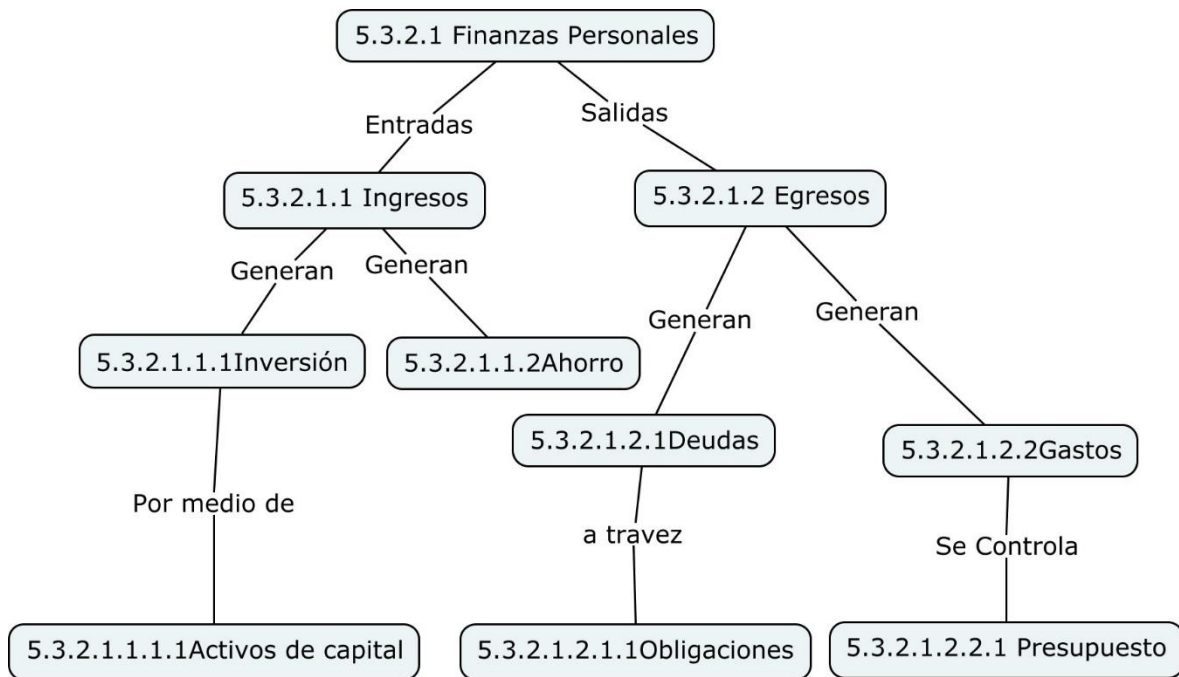 5.3.2.1 Finanzas Personales
Entradas
Salidas
5.3.2.1.1 Ingresos
5.3.2.1.2 Egresos
Generan
Generan
Generan
Generan
5.3.2.1.1.1Inversión
5.3.2.1.1.2Ahorro
5.3.2.1.2.1Deudas
5.3.2.1.2.2Gastos
Por medio de
a travez
Se Controla
5.3.2.1.1.1.1Activos de capital
5.3.2.1.2.1.1Obligaciones
5.3.2.1.2.2.1 Presupuesto